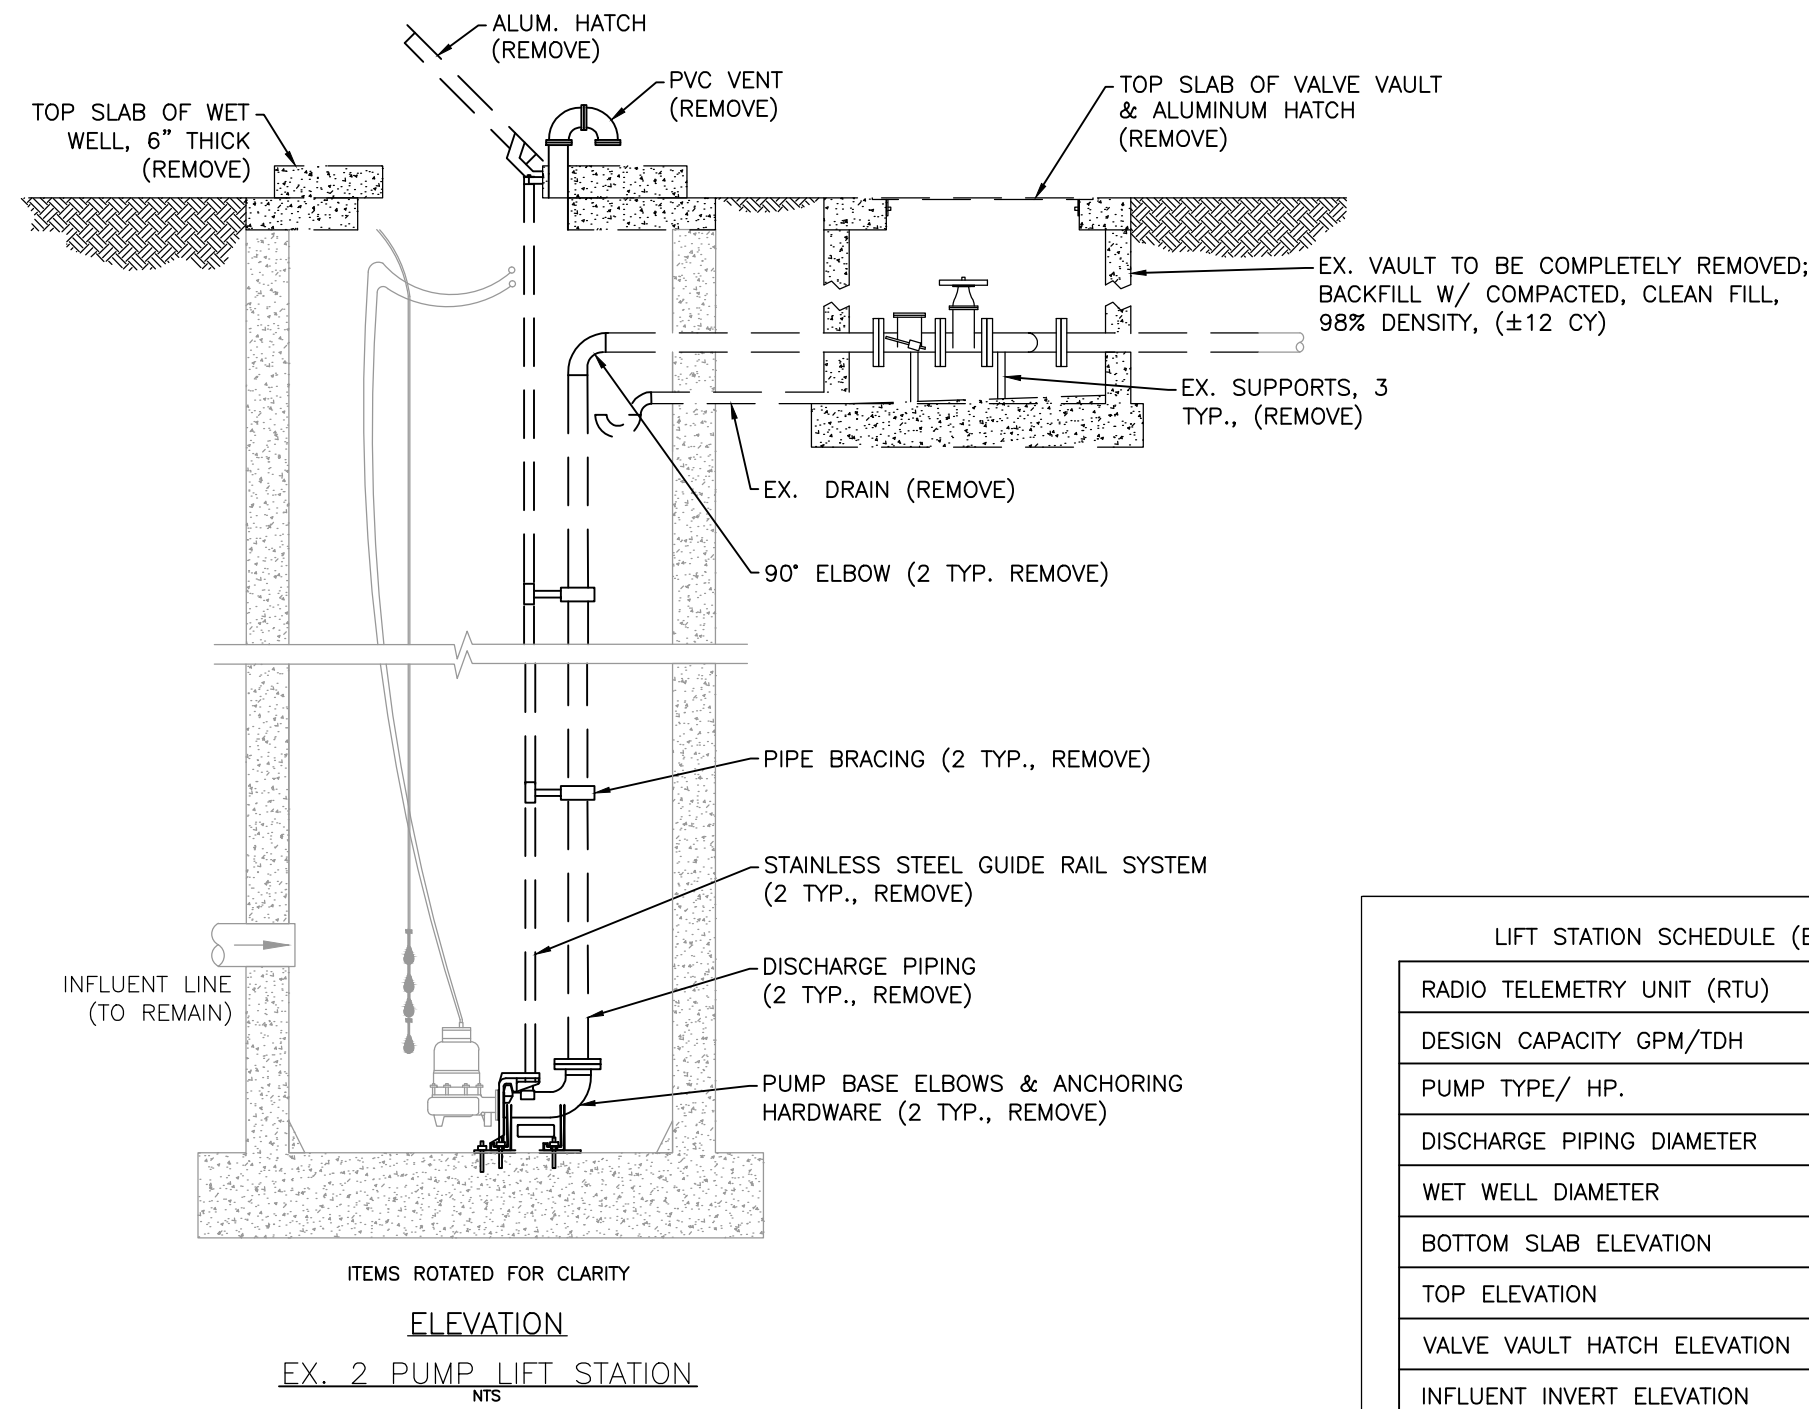 ALUM. HATCH
(REMOVE)
PVC VENT
(REMOVE)
TOP SLAB OF WET
WELL, 6” THICK
(REMOVE)
TOP SLAB OF VALVE VAULT
& ALUMINUM HATCH
(REMOVE)
EX. VAULT TO BE COMPLETELY REMOVED;
BACKFILL W/ COMPACTED, CLEAN FILL,
98% DENSITY, (±12 CY)
EX. SUPPORTS, 3
TYP., (REMOVE)
EX. DRAIN (REMOVE)
90° ELBOW (2 TYP. REMOVE)
PIPE BRACING (2 TYP., REMOVE)
STAINLESS STEEL GUIDE RAIL SYSTEM
(2 TYP., REMOVE)
DISCHARGE PIPING
(2 TYP., REMOVE)
INFLUENT LINE
(TO REMAIN)
PUMP BASE ELBOWS & ANCHORING
HARDWARE (2 TYP., REMOVE)
ITEMS ROTATED FOR CLARITY
ELEVATION
EX. 2 PUMP LIFT STATION
NTS
LIFT STATION SCHEDULE (E
RADIO TELEMETRY UNIT (RTU)
DESIGN CAPACITY GPM/TDH
PUMP TYPE/ HP.
DISCHARGE PIPING DIAMETER
WET WELL DIAMETER
BOTTOM SLAB ELEVATION
TOP ELEVATION
VALVE VAULT HATCH ELEVATION
INFLUENT INVERT ELEVATION